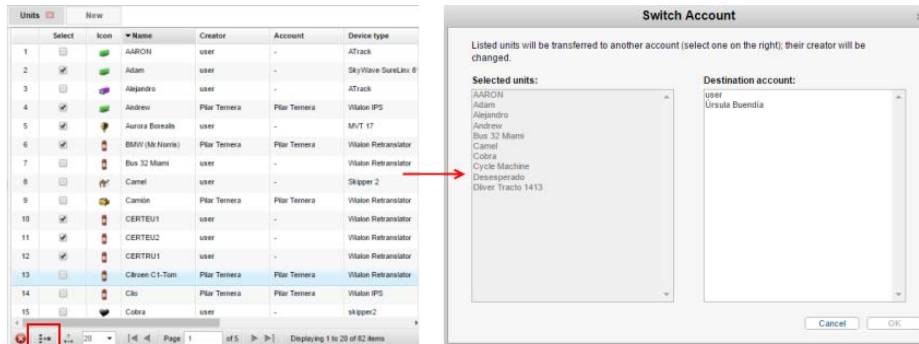 Units New
Select Icon Name Creator Account Device type
1 AARON user - ATrack
2 Adam user - SkyWave SureLinx 8
3 Alejandro user - ATrack
4 Andrew Pilar Ternera Pilar Ternera Wialon IPS
5 Aurora Borealis user - MVT 17
6 BMW (Mr.Norris) Pilar Ternera Pilar Ternera Wialon Retranslator
7 Bus 32 Miami user - Wialon Retranslator
8 Camel user - Skipper 2
9 Camión Pilar Ternera Pilar Ternera Wialon Retranslator
10 CERTEU1 user - Wialon Retranslator
11 CERTEU2 user - Wialon Retranslator
12 CERTRU1 user - Wialon Retranslator
13 Citroen C1-Tom Pilar Ternera Pilar Ternera Wialon Retranslator
14 Clio Pilar Ternera Pilar Ternera Wialon IPS
15 Cobra user - skipper2
20 Page 1 of 5 Displaying 1 to 20 of 82 items
Switch Account
Listed units will be transferred to another account (select one on the right); their creator will be
changed.
Selected units:
AARON
Adam
Alejandro
Andrew
Bus 32 Miami
Camel
Cobra
Cycle Machine
Desesperado
Dliver Tracto 1413
Destination account:
user
Úrsula Buendía
Cancel OK